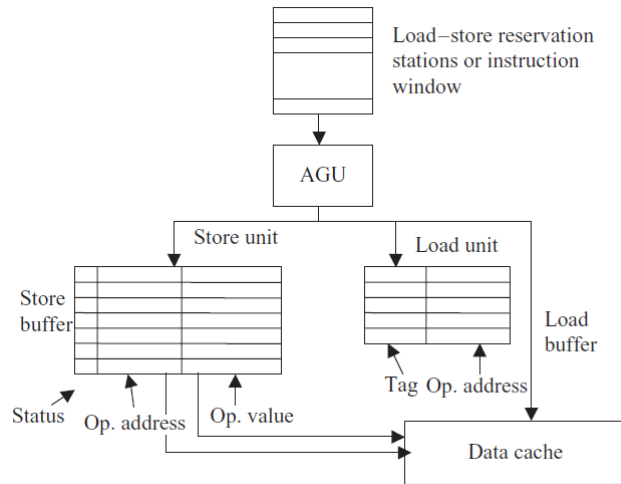 Load–store reservation
stations or instruction
window
AGU
Store unit
Load unit
Store
buffer
Load
buffer
Status
Op. address
Op. value
Tag
Op. address
Data cache